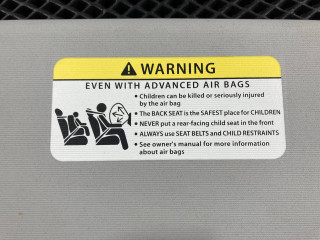 WARNING
EVEN WITH ADVANCED AIR BAGS
• Children can be killed or seriously injured
by the air bag
• The BACK SEAT is the SAFEST place for CHILDREN
• NEVER put a rear-facing child seat in the front
• ALWAYS use SEAT BELTS and CHILD RESTRAINTS
• See owner's manual for more information
about air bags